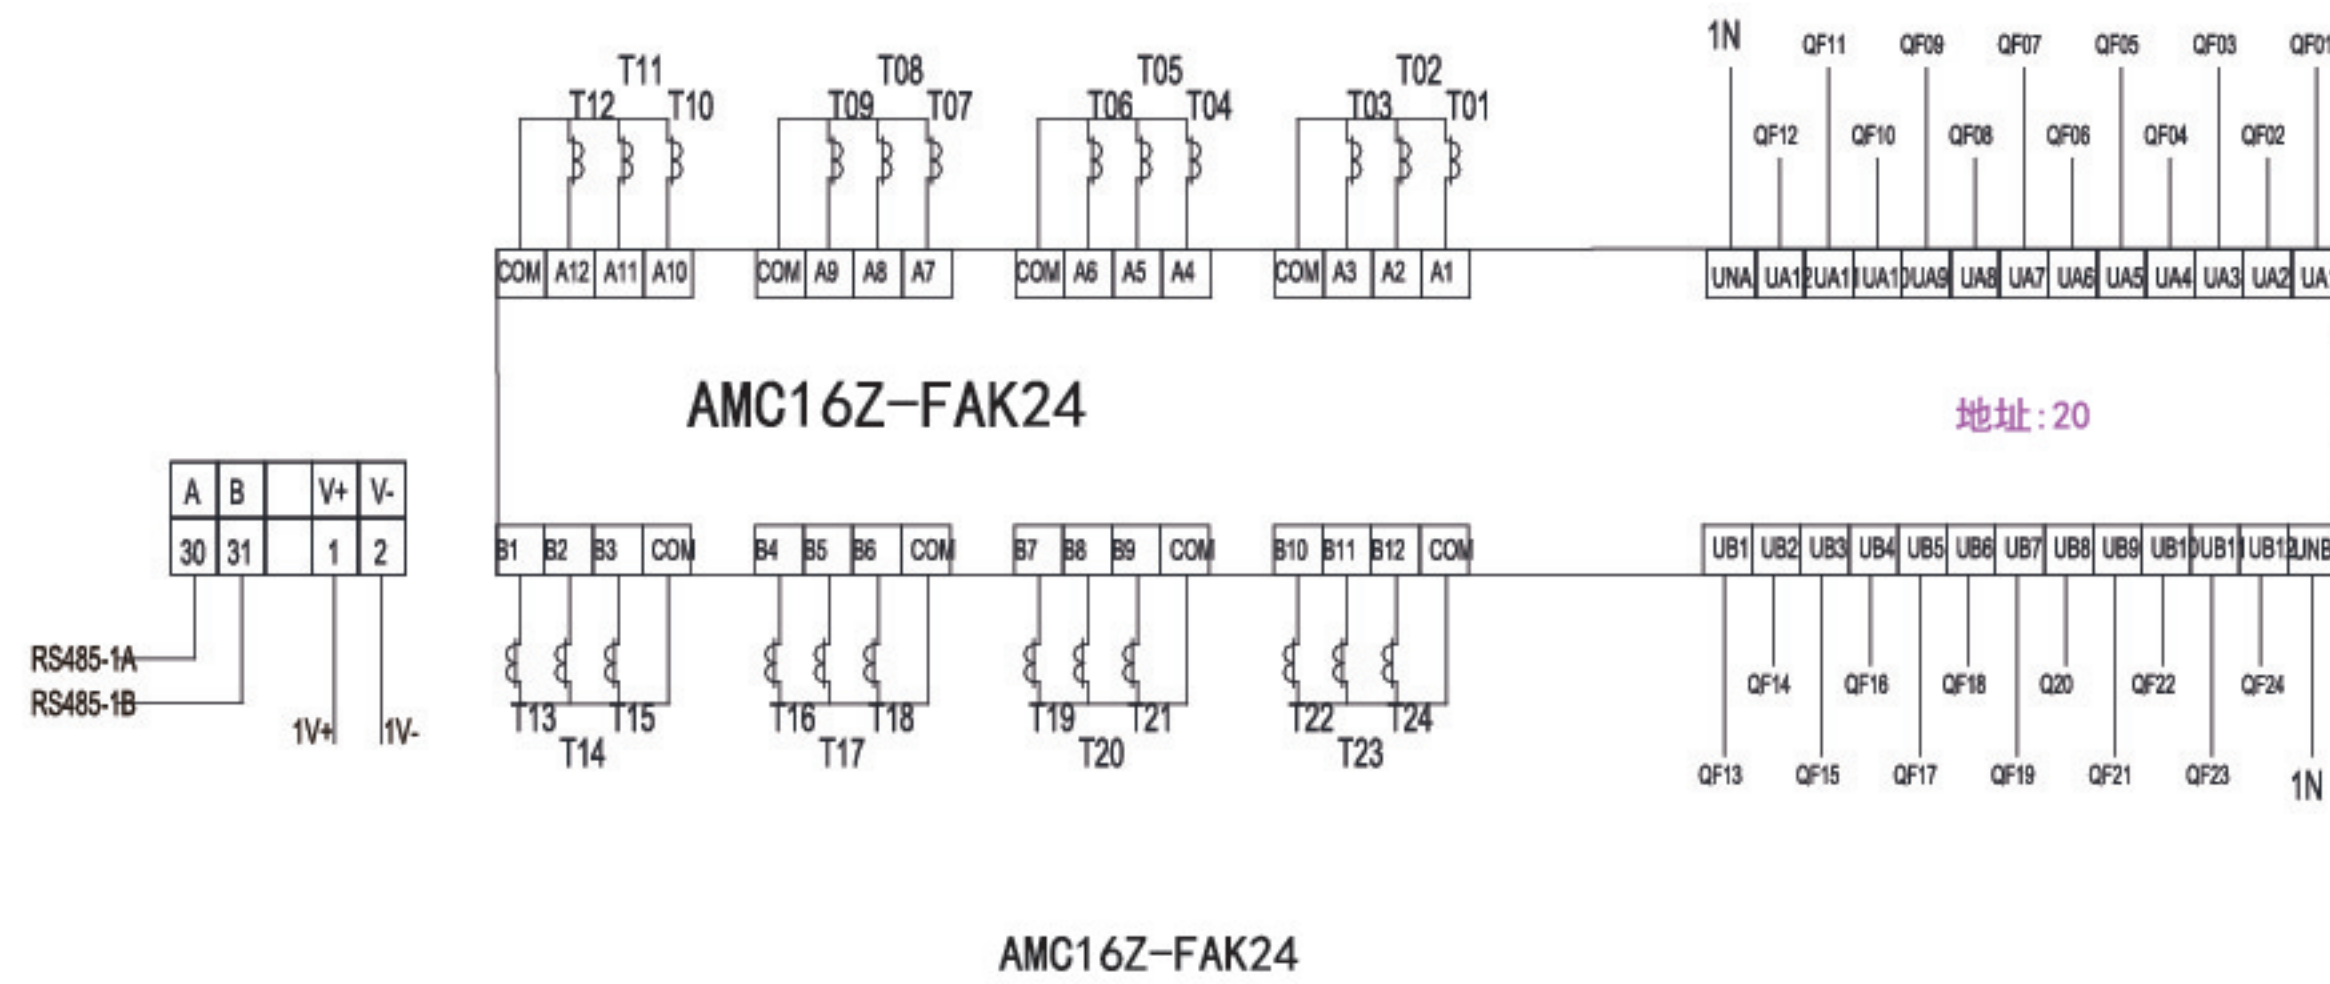 1N QF11 QF09 QF07 QF05 QF03 QF01
T11 T08 T05 T02
T12 T10 T09 T07 T06 T04 T03 T01
QF12 QF10 QF08 QF06 QF04 QF02
COM A12 A11 A10 COM A9 A8 A7 COM A6 A5 A4 COM A3 A2 A1
UNA UA12 UA11 UA10 UA9 UA8 UA7 UA6 UA5 UA4 UA3 UA2 UA1
AMC16Z-FAK24
地址:20
A B V+ V-
30 31 1 2
B1 B2 B3 COM B4 B5 B6 COM B7 B8 B9 COM B10 B11 B12 COM
UB1 UB2 UB3 UB4 UB5 UB6 UB7 UB8 UB9 UB10 UB11 UB12 UNB
RS485-1A
RS485-1B
1V+ 1V-
QF14 QF16 QF18 Q20 QF22 QF24
T13 T15 T16 T18 T19 T21 T22 T24
T14 T17 T20 T23
QF13 QF15 QF17 QF19 QF21 QF23 1N
AMC16Z-FAK24